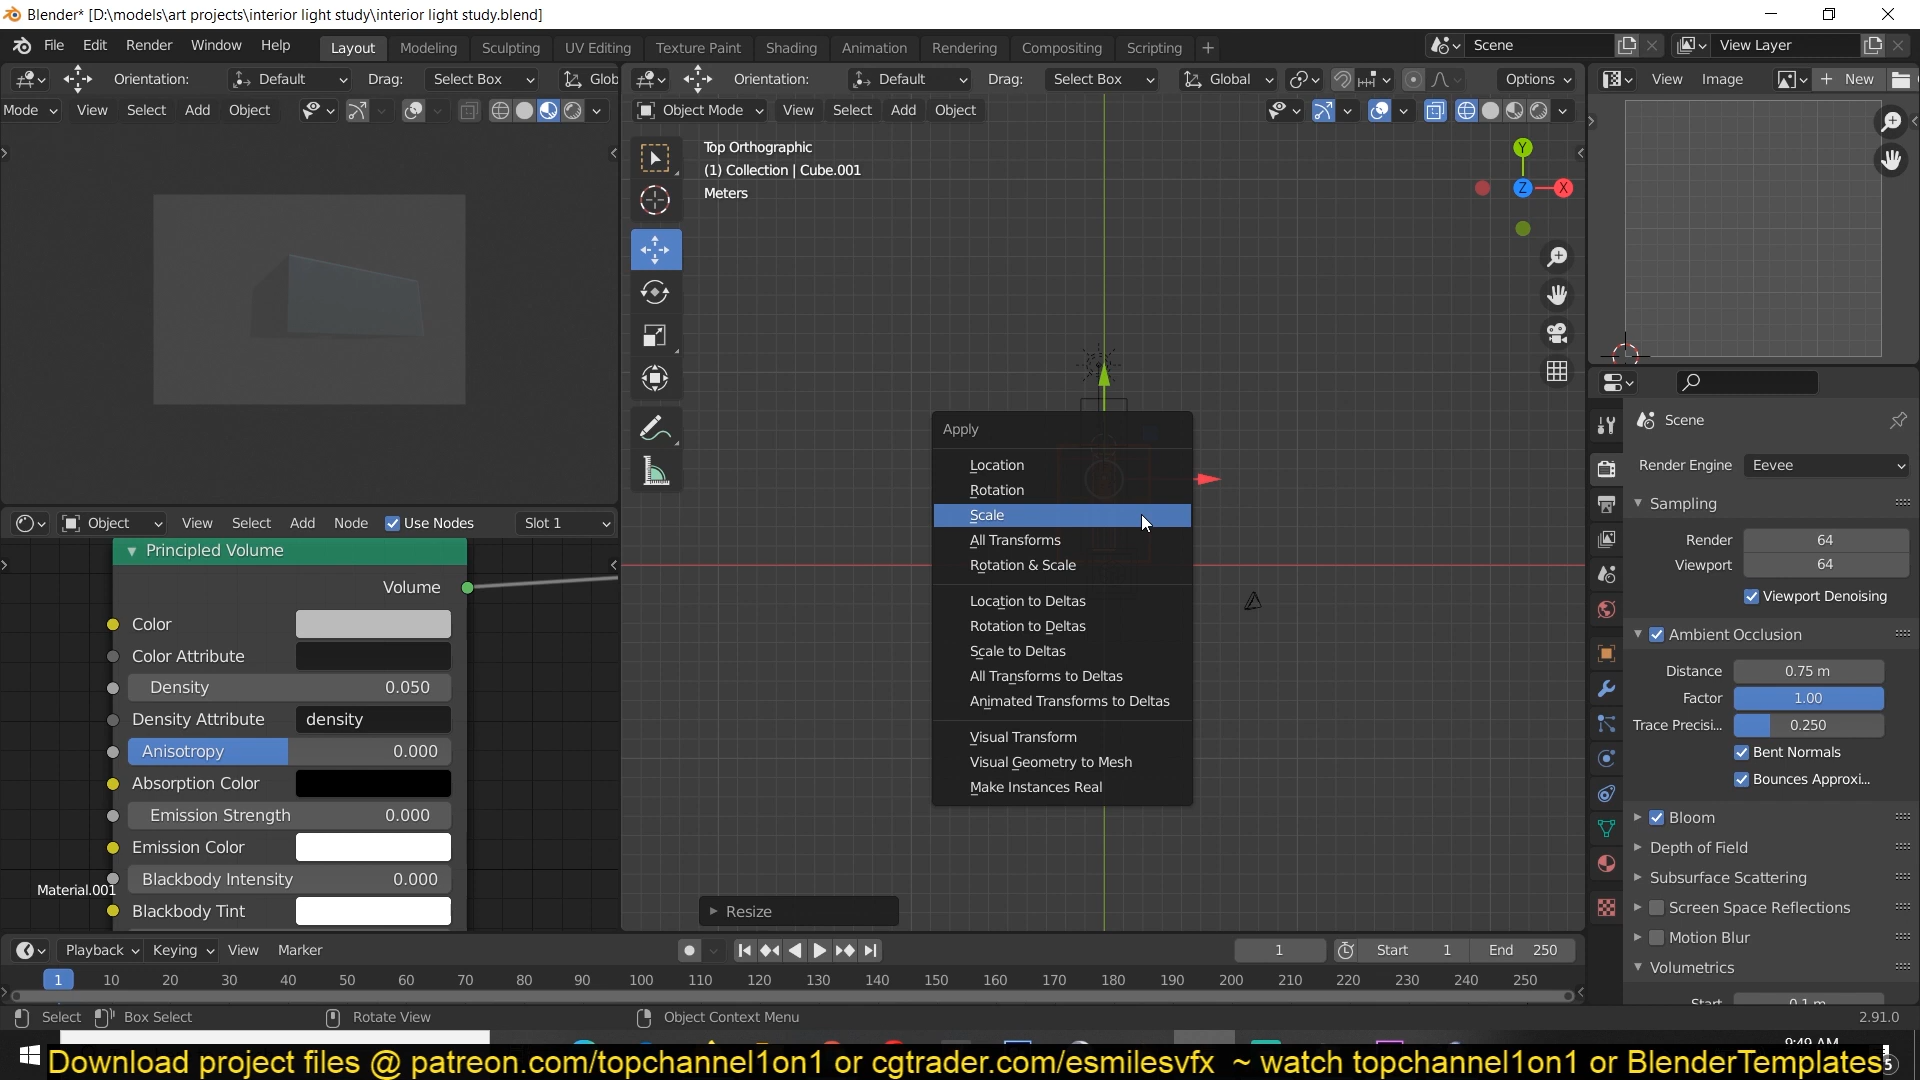 Blender* [D:\models\art projects\interior light study\interior light study.blend]
File Edit Render Window Help Layout Modeling Sculpting UV Editing Texture Paint Shading Animation Rendering Compositing Scripting + Scene View Layer
Orientation: Default Drag: Select Box Glob
Orientation: Default Drag: Select Box Global Options
View Image New
Mode View Select Add Object
Object Mode View Select Add Object
Top Orthographic
(1) Collection | Cube.001
Meters
Y
Z
X
Apply
Location
Rotation
Scale
All Transforms
Rotation & Scale
Location to Deltas
Rotation to Deltas
Scale to Deltas
All Transforms to Deltas
Animated Transforms to Deltas
Visual Transform
Visual Geometry to Mesh
Make Instances Real
Resize
Object View Select Add Node Use Nodes Slot 1
Principled Volume
Volume
Color
Color Attribute
Density 0.050
Density Attribute density
Anisotropy 0.000
Absorption Color
Emission Strength 0.000
Emission Color
Blackbody Intensity 0.000
Material.001
Blackbody Tint
Scene
Render Engine Eevee
Sampling
Render 64
Viewport 64
Viewport Denoising
Ambient Occlusion
Distance 0.75 m
Factor 1.00
Trace Precisi... 0.250
Bent Normals
Bounces Approxi...
Bloom
Depth of Field
Subsurface Scattering
Screen Space Reflections
Motion Blur
Volumetrics
Start 0.1 m
Playback Keying View Marker 1 Start 1 End 250
1 10 20 30 40 50 60 70 80 90 100 110 120 130 140 150 160 170 180 190 200 210 220 230 240 250
Select Box Select Rotate View Object Context Menu 2.91.0
9:49 AM
Download project files @ patreon.com/topchannel1on1 or cgtrader.com/esmilesvfx ~ watch topchannel1on1 or BlenderTemplates